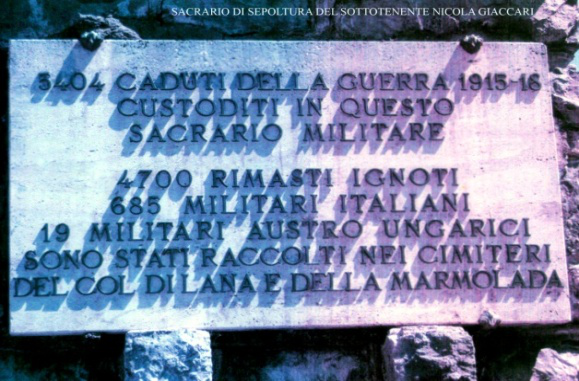 SACRARIO DI SEPOLTURA DEL SOTTOTENENTE NICOLA GIACCARI
5404 CADUTI DELLA GUERRA 1915-18
CUSTODITI IN QUESTO
SACRARIO MILITARE
4700 RIMASTI IGNOTI
685 MILITARI ITALIANI
19 MILITARI AUSTRO UNGARICI
SONO STATI RACCOLTI NEI CIMITERI
DEL COL DI LANA E DELLA MARMOLADA